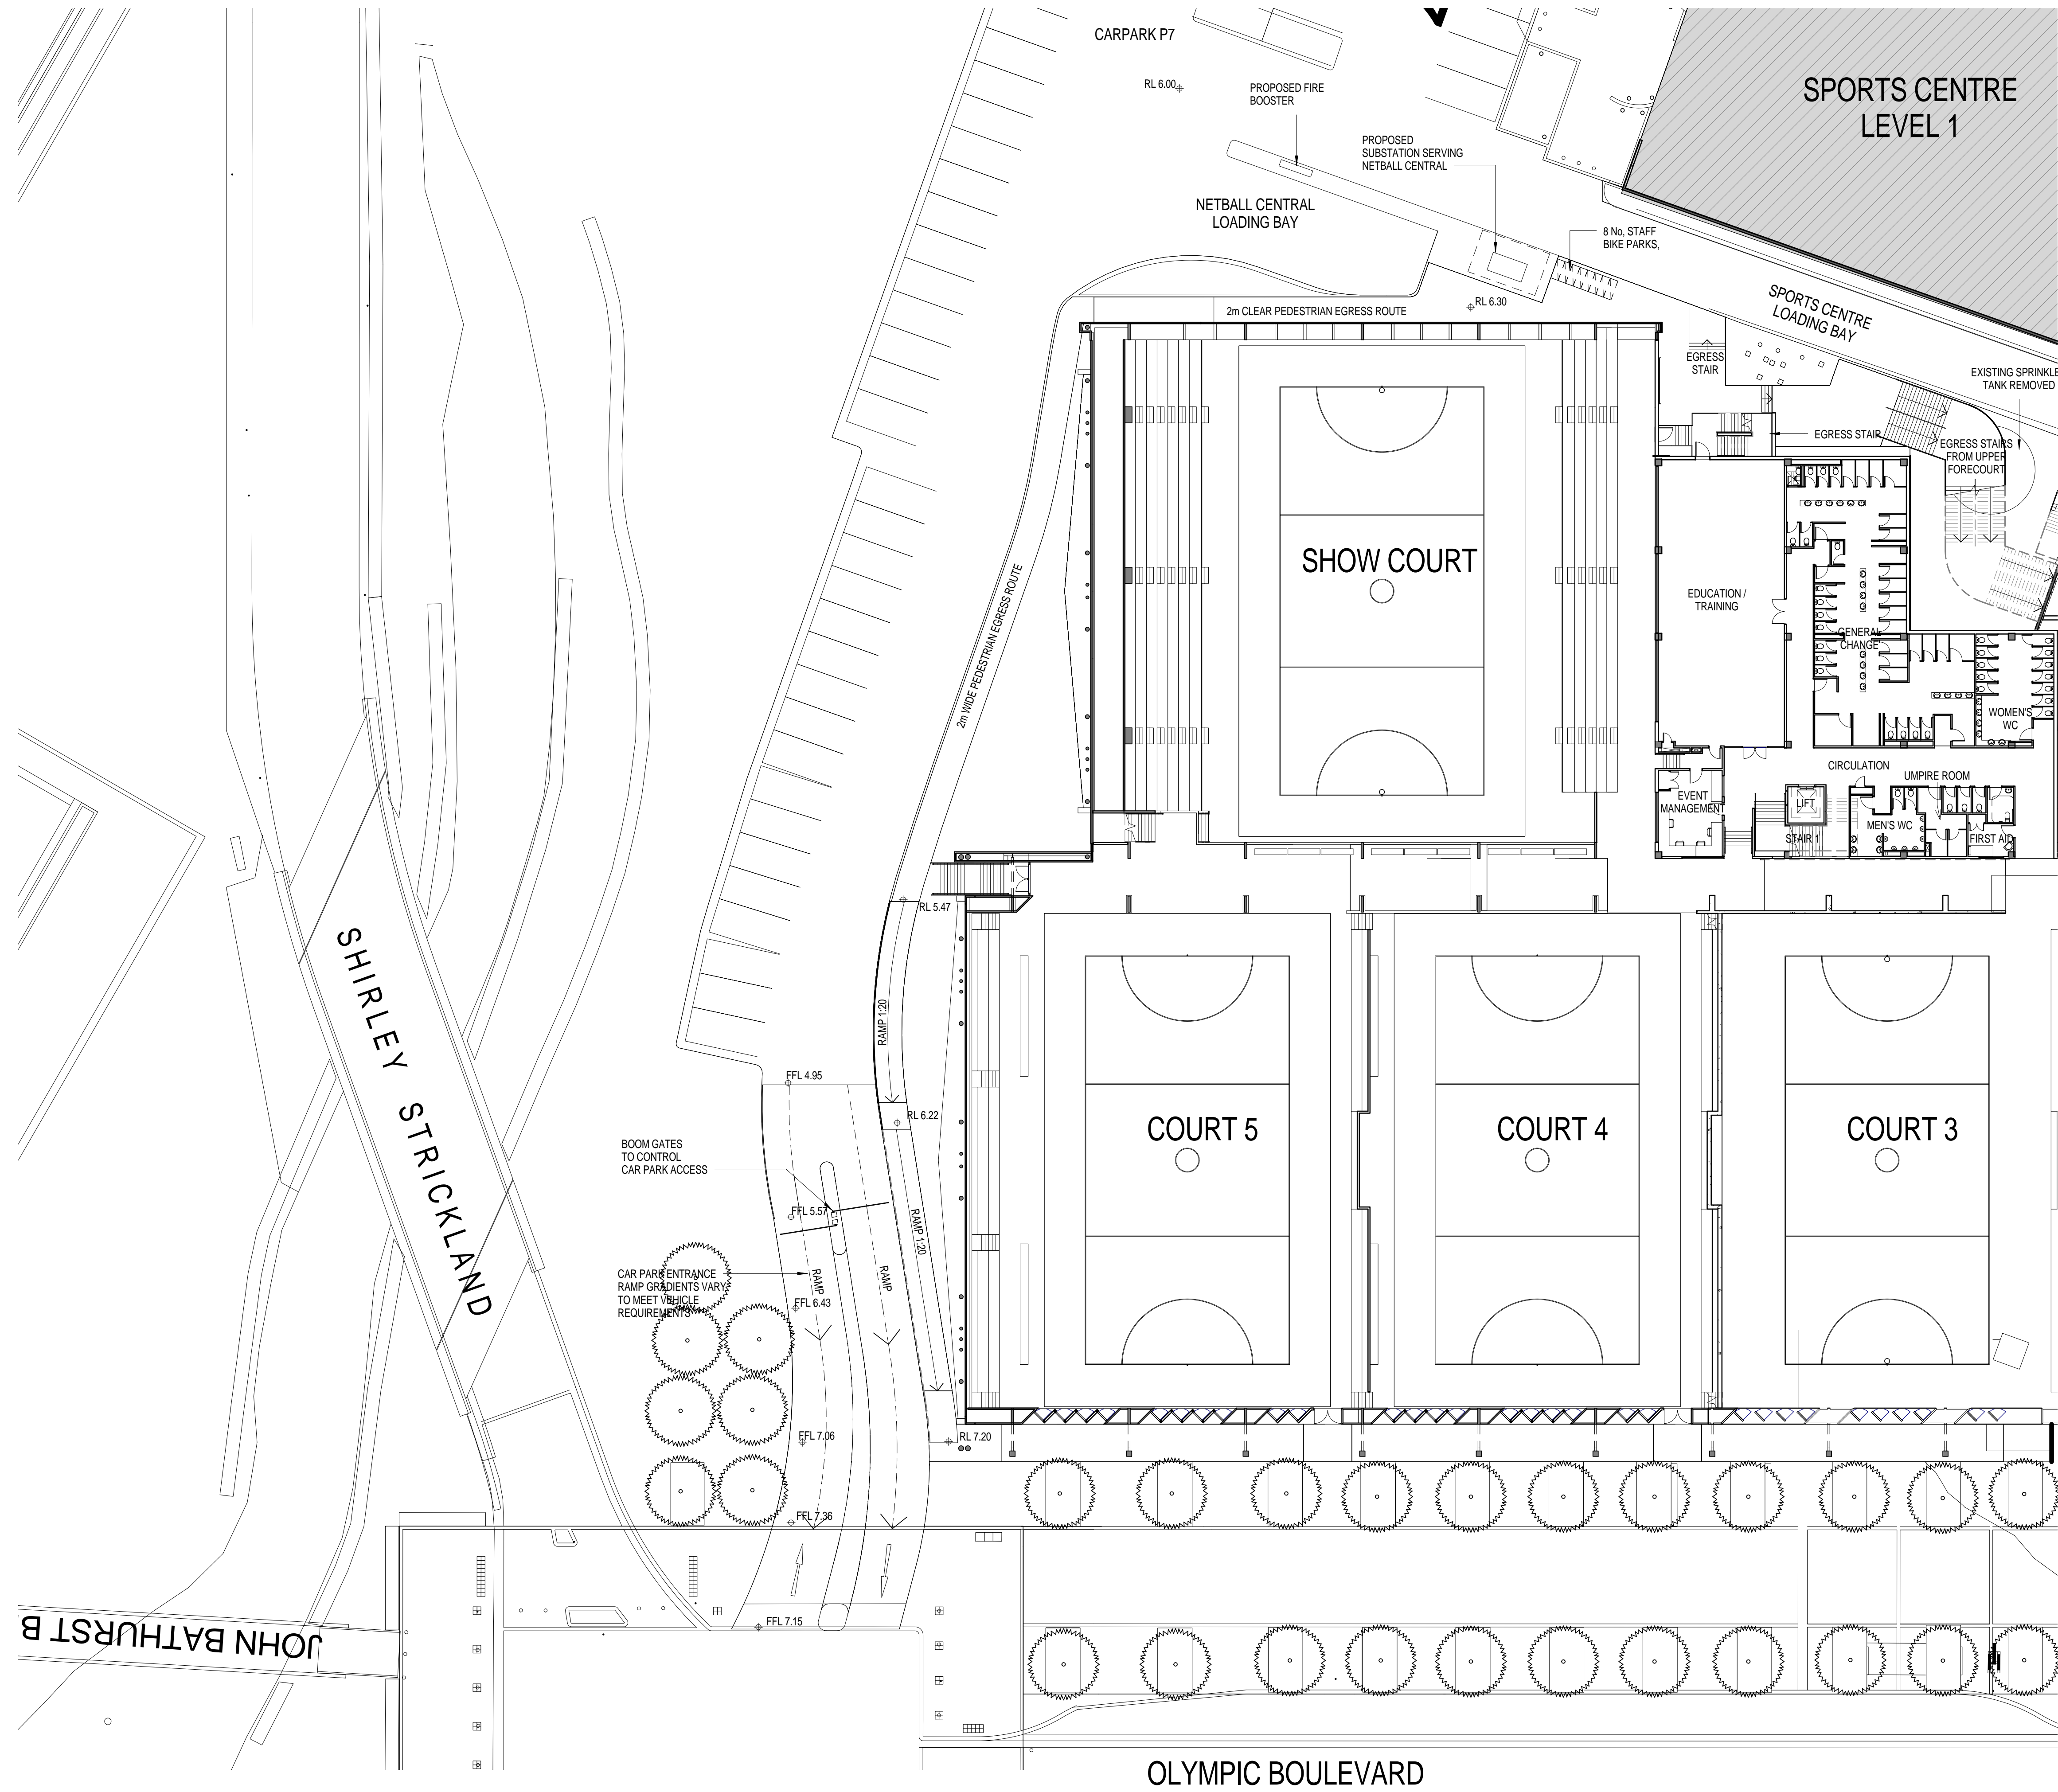 CARPARK P7
RL 6.00
PROPOSED FIRE
BOOSTER
PROPOSED
SUBSTATION SERVING
NETBALL CENTRAL
SPORTS CENTRE
LEVEL 1
NETBALL CENTRAL
LOADING BAY
8 No, STAFF
BIKE PARKS,
RL 6.30
2m CLEAR PEDESTRIAN EGRESS ROUTE
SPORTS CENTRE
LOADING BAY
EGRESS
STAIR
EXISTING SPRINKLE
TANK REMOVED
EGRESS STAIR
EGRESS STAIRS
FROM UPPER
FORECOURT
SHOW COURT
2m WIDE PEDESTRIAN EGRESS ROUTE
EDUCATION /
TRAINING
GENERAL
CHANGE
WOMEN'S
WC
CIRCULATION
UMPIRE ROOM
EVENT
MANAGEMENT
LIFT
STAIR 1
MEN'S WC
FIRST AID
RL 5.47
RAMP 1:20
FFL 4.95
RL 6.22
SHIRLEY STRICKLAND
COURT 5
COURT 4
COURT 3
BOOM GATES
TO CONTROL
CAR PARK ACCESS
FFL 5.57
RAMP 1:20
CAR PARK ENTRANCE
RAMP GRADIENTS VARY
TO MEET VEHICLE
REQUIREMENTS
RAMP
RAMP
FFL 6.43
FFL 7.06
RL 7.20
FFL 7.36
FFL 7.15
JOHN BATHURST B
OLYMPIC BOULEVARD